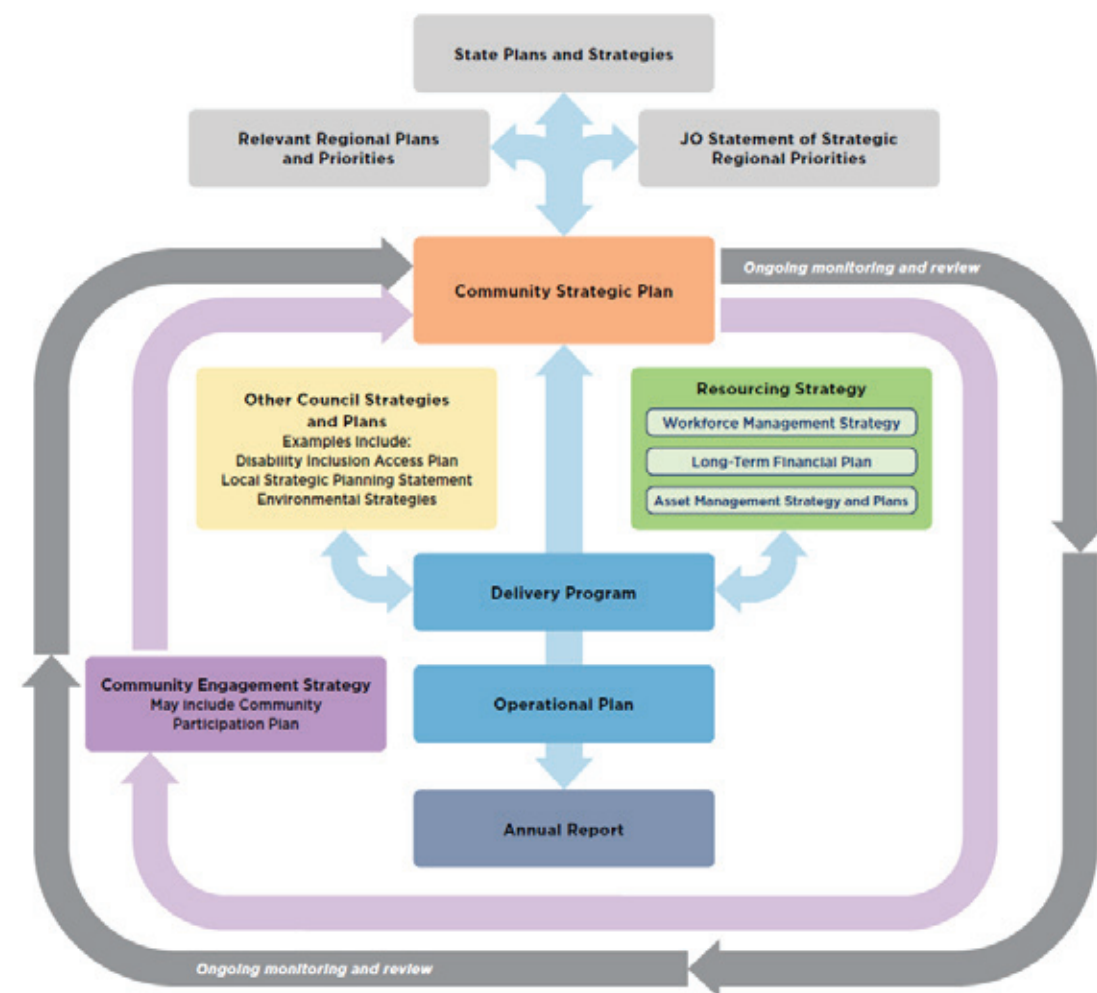 State Plans and Strategies
Relevant Regional Plans
and Priorities
JO Statement of Strategic
Regional Priorities
Community Strategic Plan
Ongoing monitoring and review
Other Council Strategies
and Plans
Examples Include:
Disability Inclusion Access Plan
Local Strategic Planning Statement
Environmental Strategies
Resourcing Strategy
Workforce Management Strategy
Long-Term Financial Plan
Asset Management Strategy and Plans
Delivery Program
Community Engagement Strategy
May Include Community
Participation Plan
Operational Plan
Annual Report
Ongoing monitoring and review